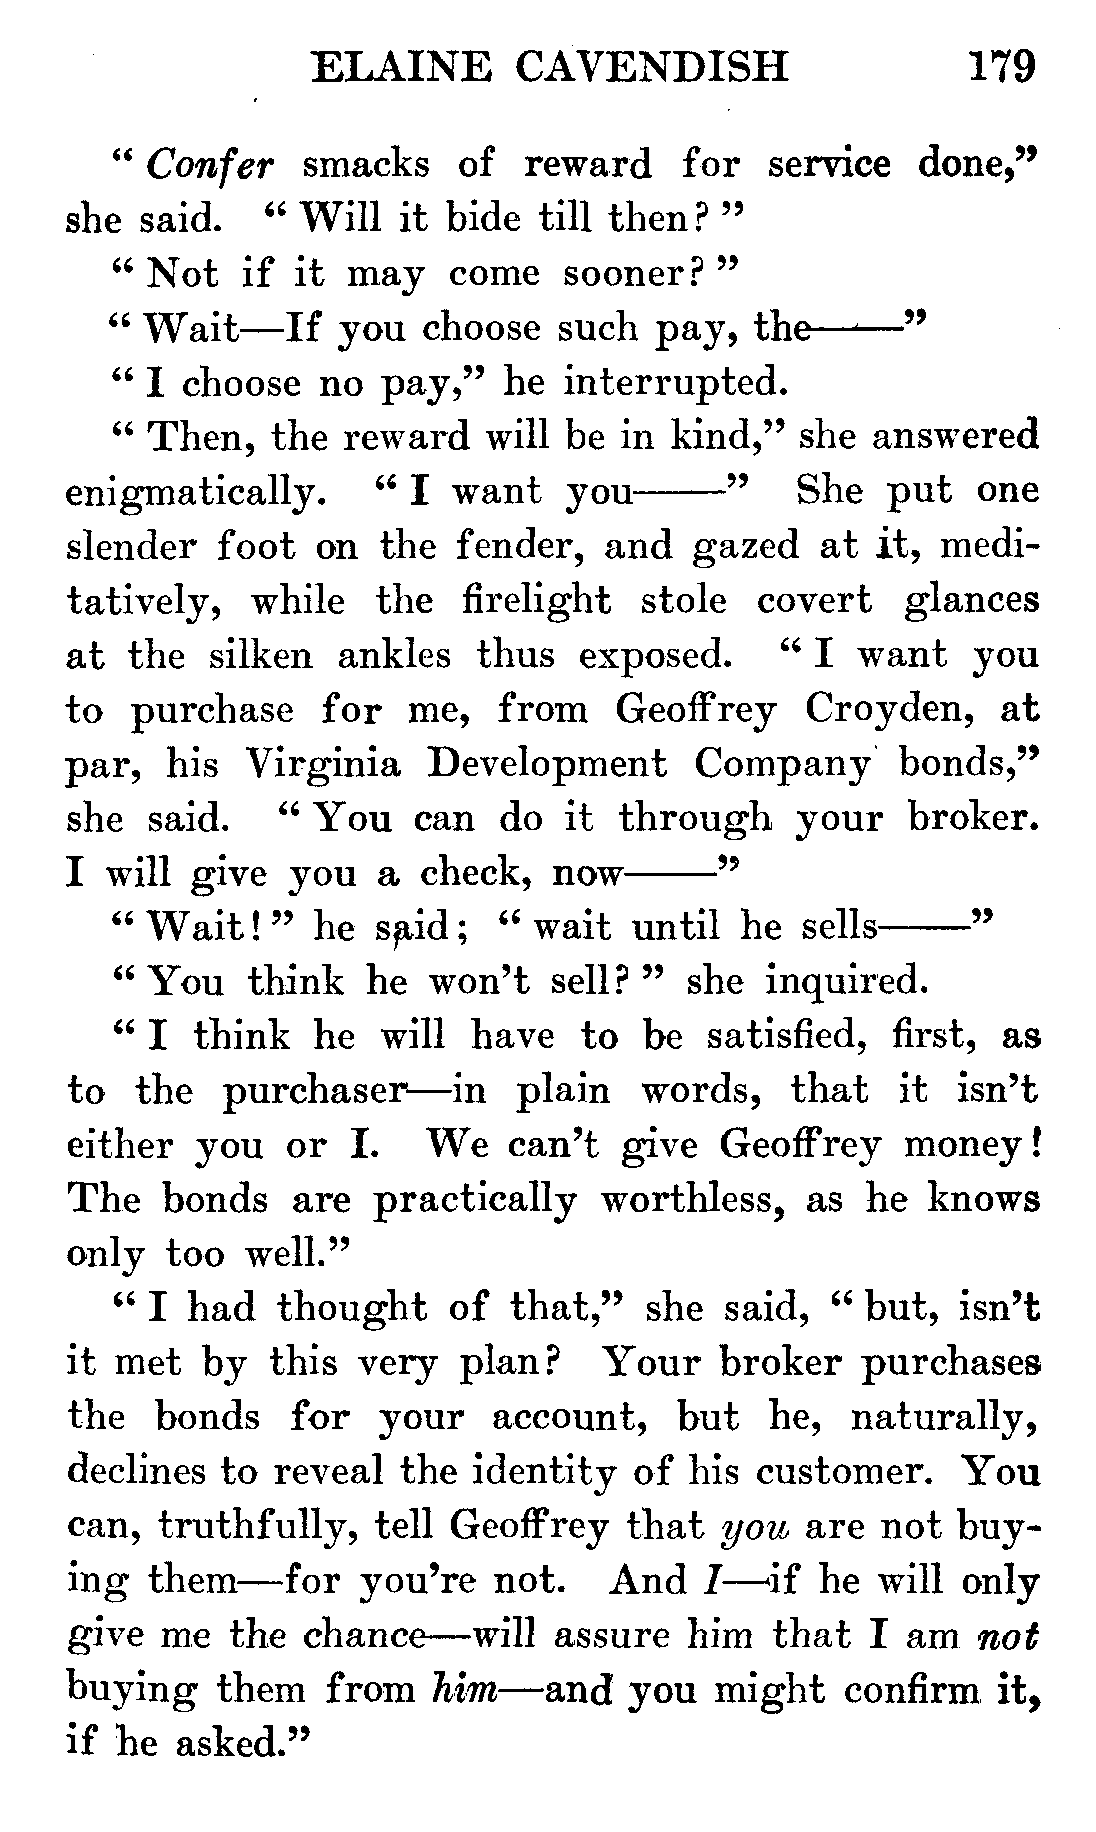 ELAINE CAVENDISH 179
" Confer smacks of reward for service done,"
she said. " Will it bide till then? "
" Not if it may come sooner? "
" Wait—If you choose such pay, the——"
" I choose no pay," he interrupted.
" Then, the reward will be in kind," she answered
enigmatically. " I want you——" She put one
slender foot on the fender, and gazed at it, medi-
tatively, while the firelight stole covert glances
at the silken ankles thus exposed. " I want you
to purchase for me, from Geoffrey Croyden, at
par, his Virginia Development Company bonds,"
she said. " You can do it through your broker.
I will give you a check, now——"
" Wait! " he said; " wait until he sells——"
" You think he won't sell? " she inquired.
" I think he will have to be satisfied, first, as
to the purchaser—in plain words, that it isn't
either you or I. We can't give Geoffrey money!
The bonds are practically worthless, as he knows
only too well."
" I had thought of that," she said, " but, isn't
it met by this very plan? Your broker purchases
the bonds for your account, but he, naturally,
declines to reveal the identity of his customer. You
can, truthfully, tell Geoffrey that you are not buy-
ing them—for you're not. And I—if he will only
give me the chance—will assure him that I am not
buying them from him—and you might confirm it,
if he asked."